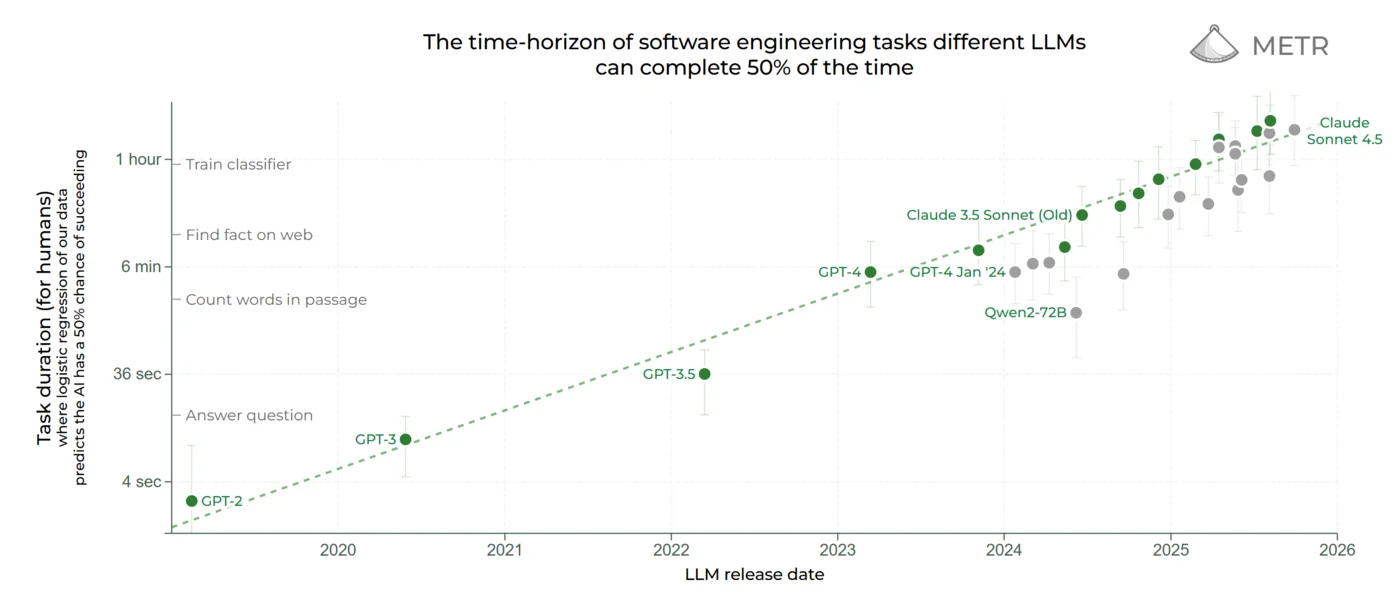 The time-horizon of software engineering tasks different LLMs
can complete 50% of the time
METR
Task duration (for humans)
where logistic regression of our data
predicts the AI has a 50% chance of succeeding
1 hour
6 min
36 sec
4 sec
Train classifier
Find fact on web
Count words in passage
Answer question
GPT-2
GPT-3
GPT-3.5
GPT-4
GPT-4 Jan '24
Claude 3.5 Sonnet (Old)
Qwen2-72B
Claude
Sonnet 4.5
2020
2021
2022
2023
2024
2025
2026
LLM release date